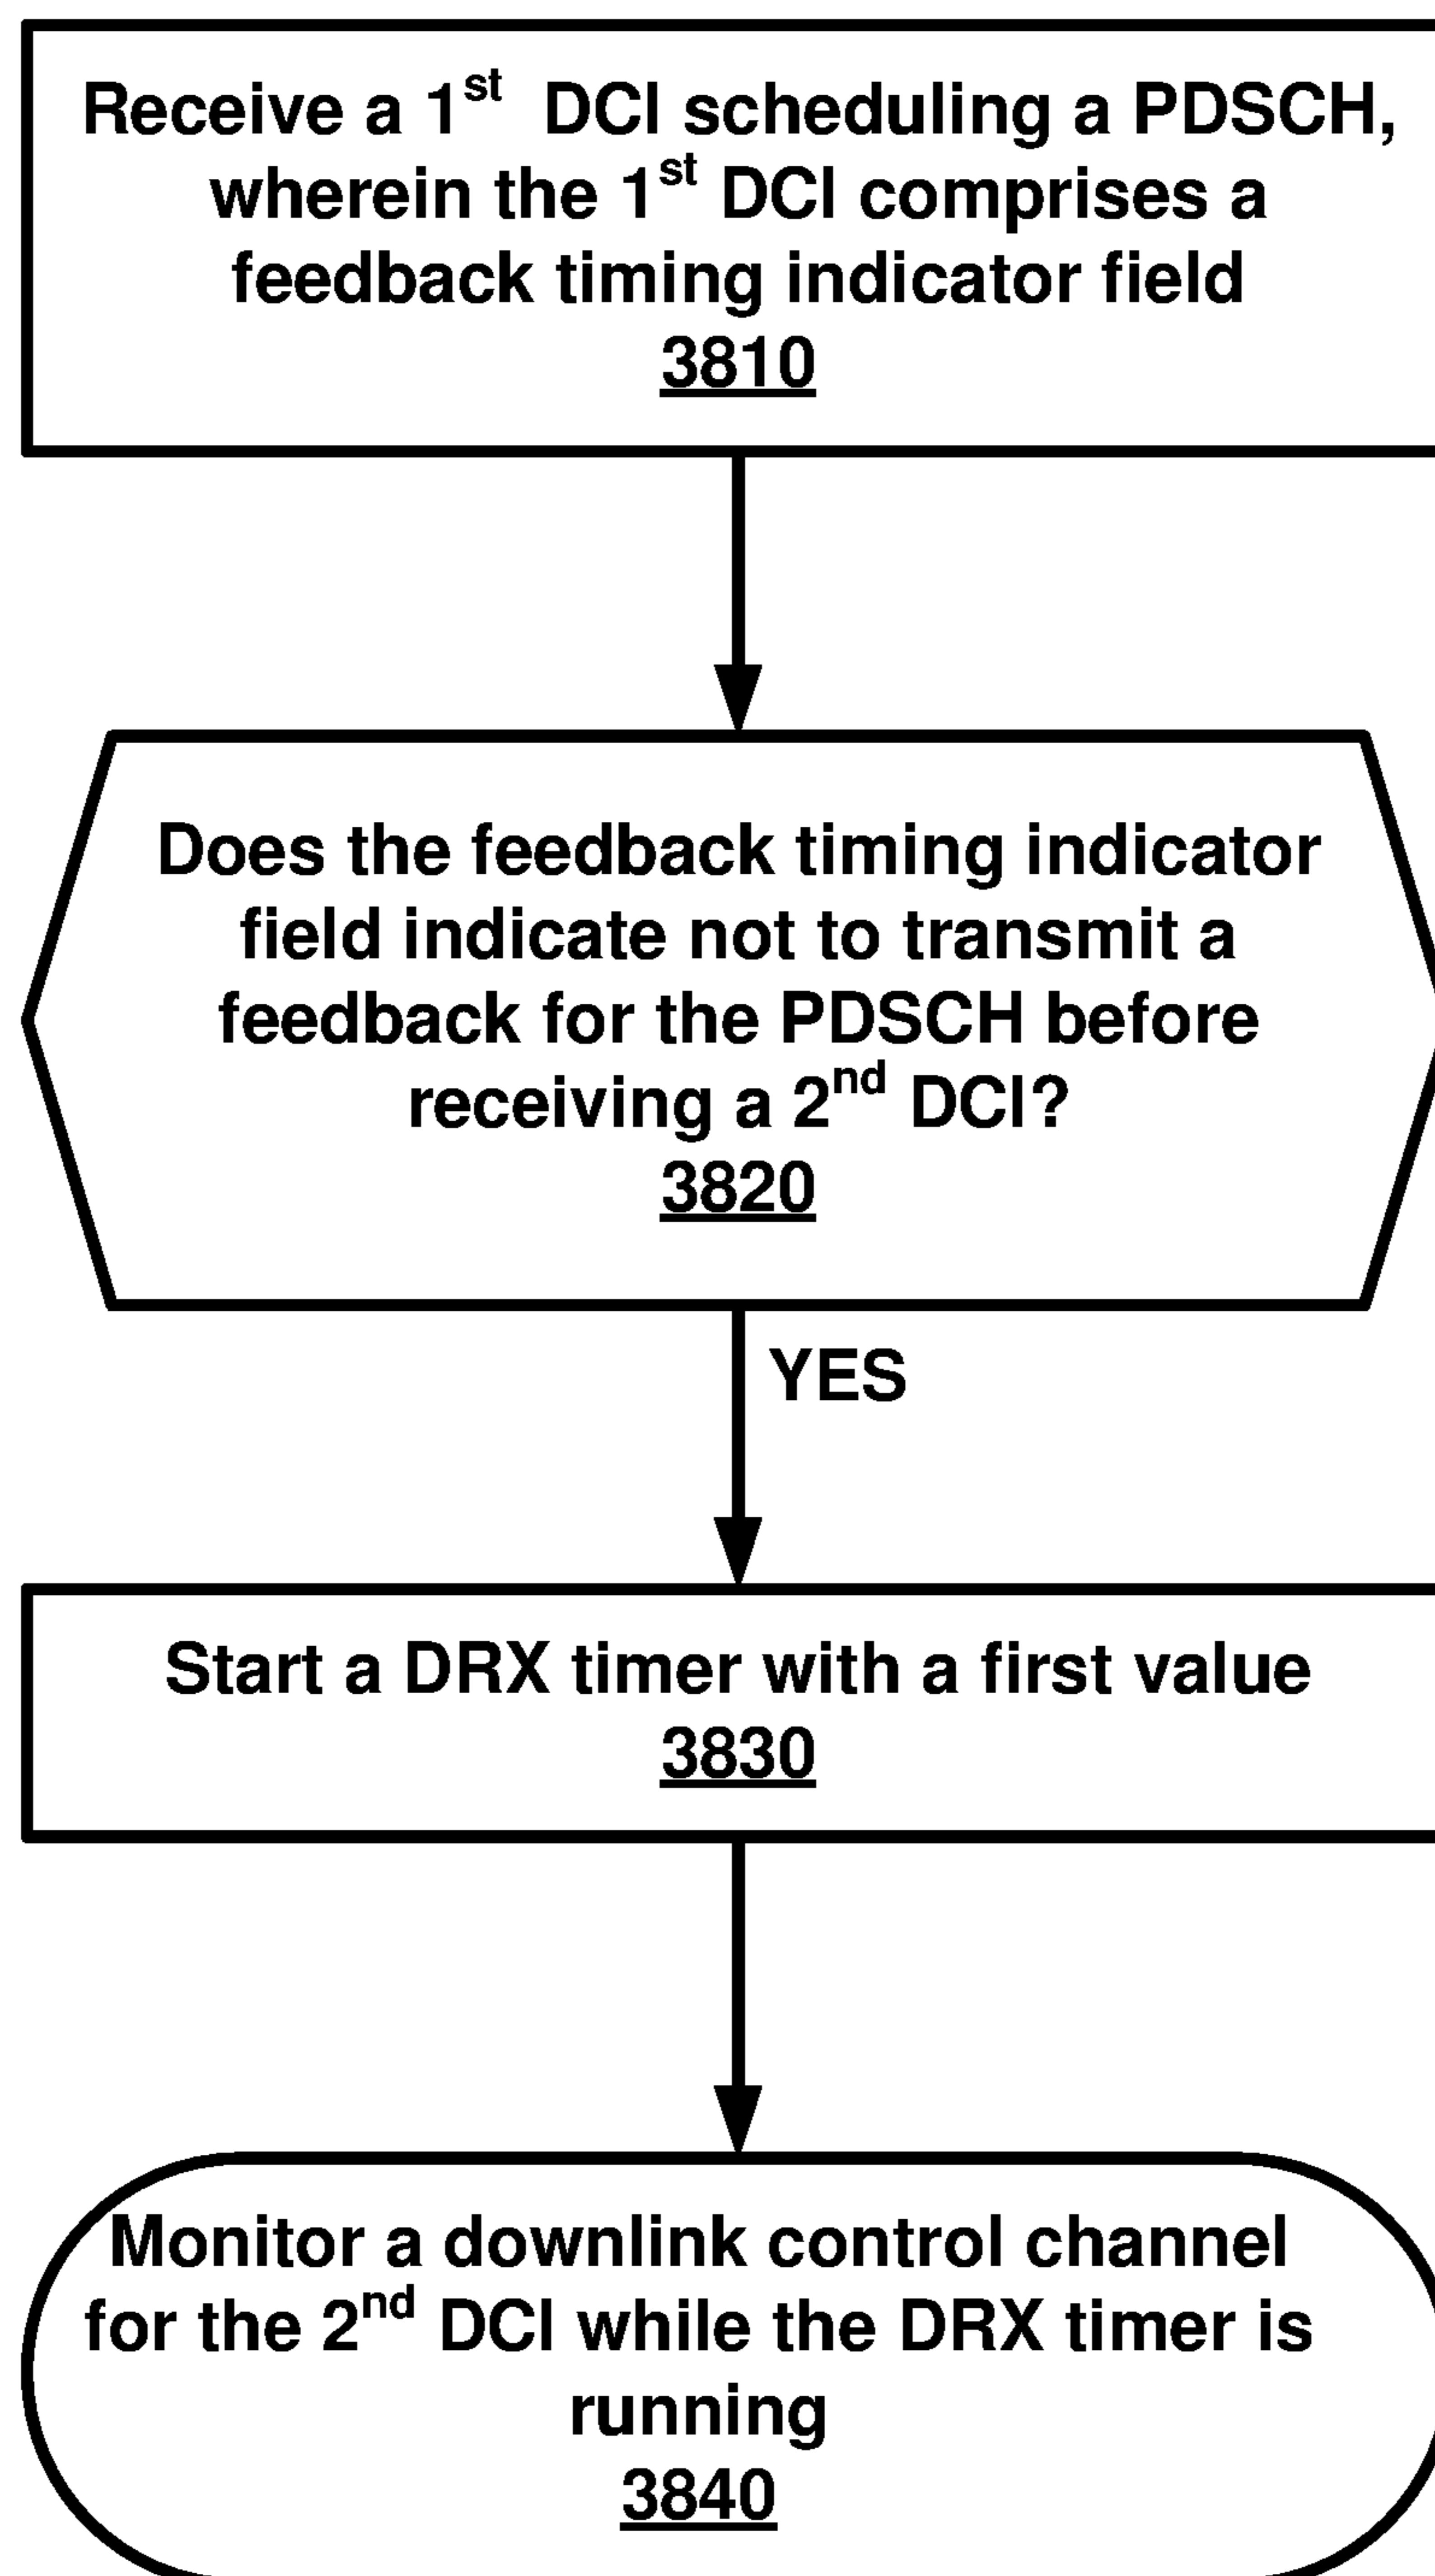 Receive a 1st DCI scheduling a PDSCH,
wherein the 1st DCI comprises a
feedback timing indicator field
3810
Does the feedback timing indicator
field indicate not to transmit a
feedback for the PDSCH before
receiving a 2nd DCI?
3820
YES
Start a DRX timer with a first value
3830
Monitor a downlink control channel
for the 2nd DCI while the DRX timer is
running
3840